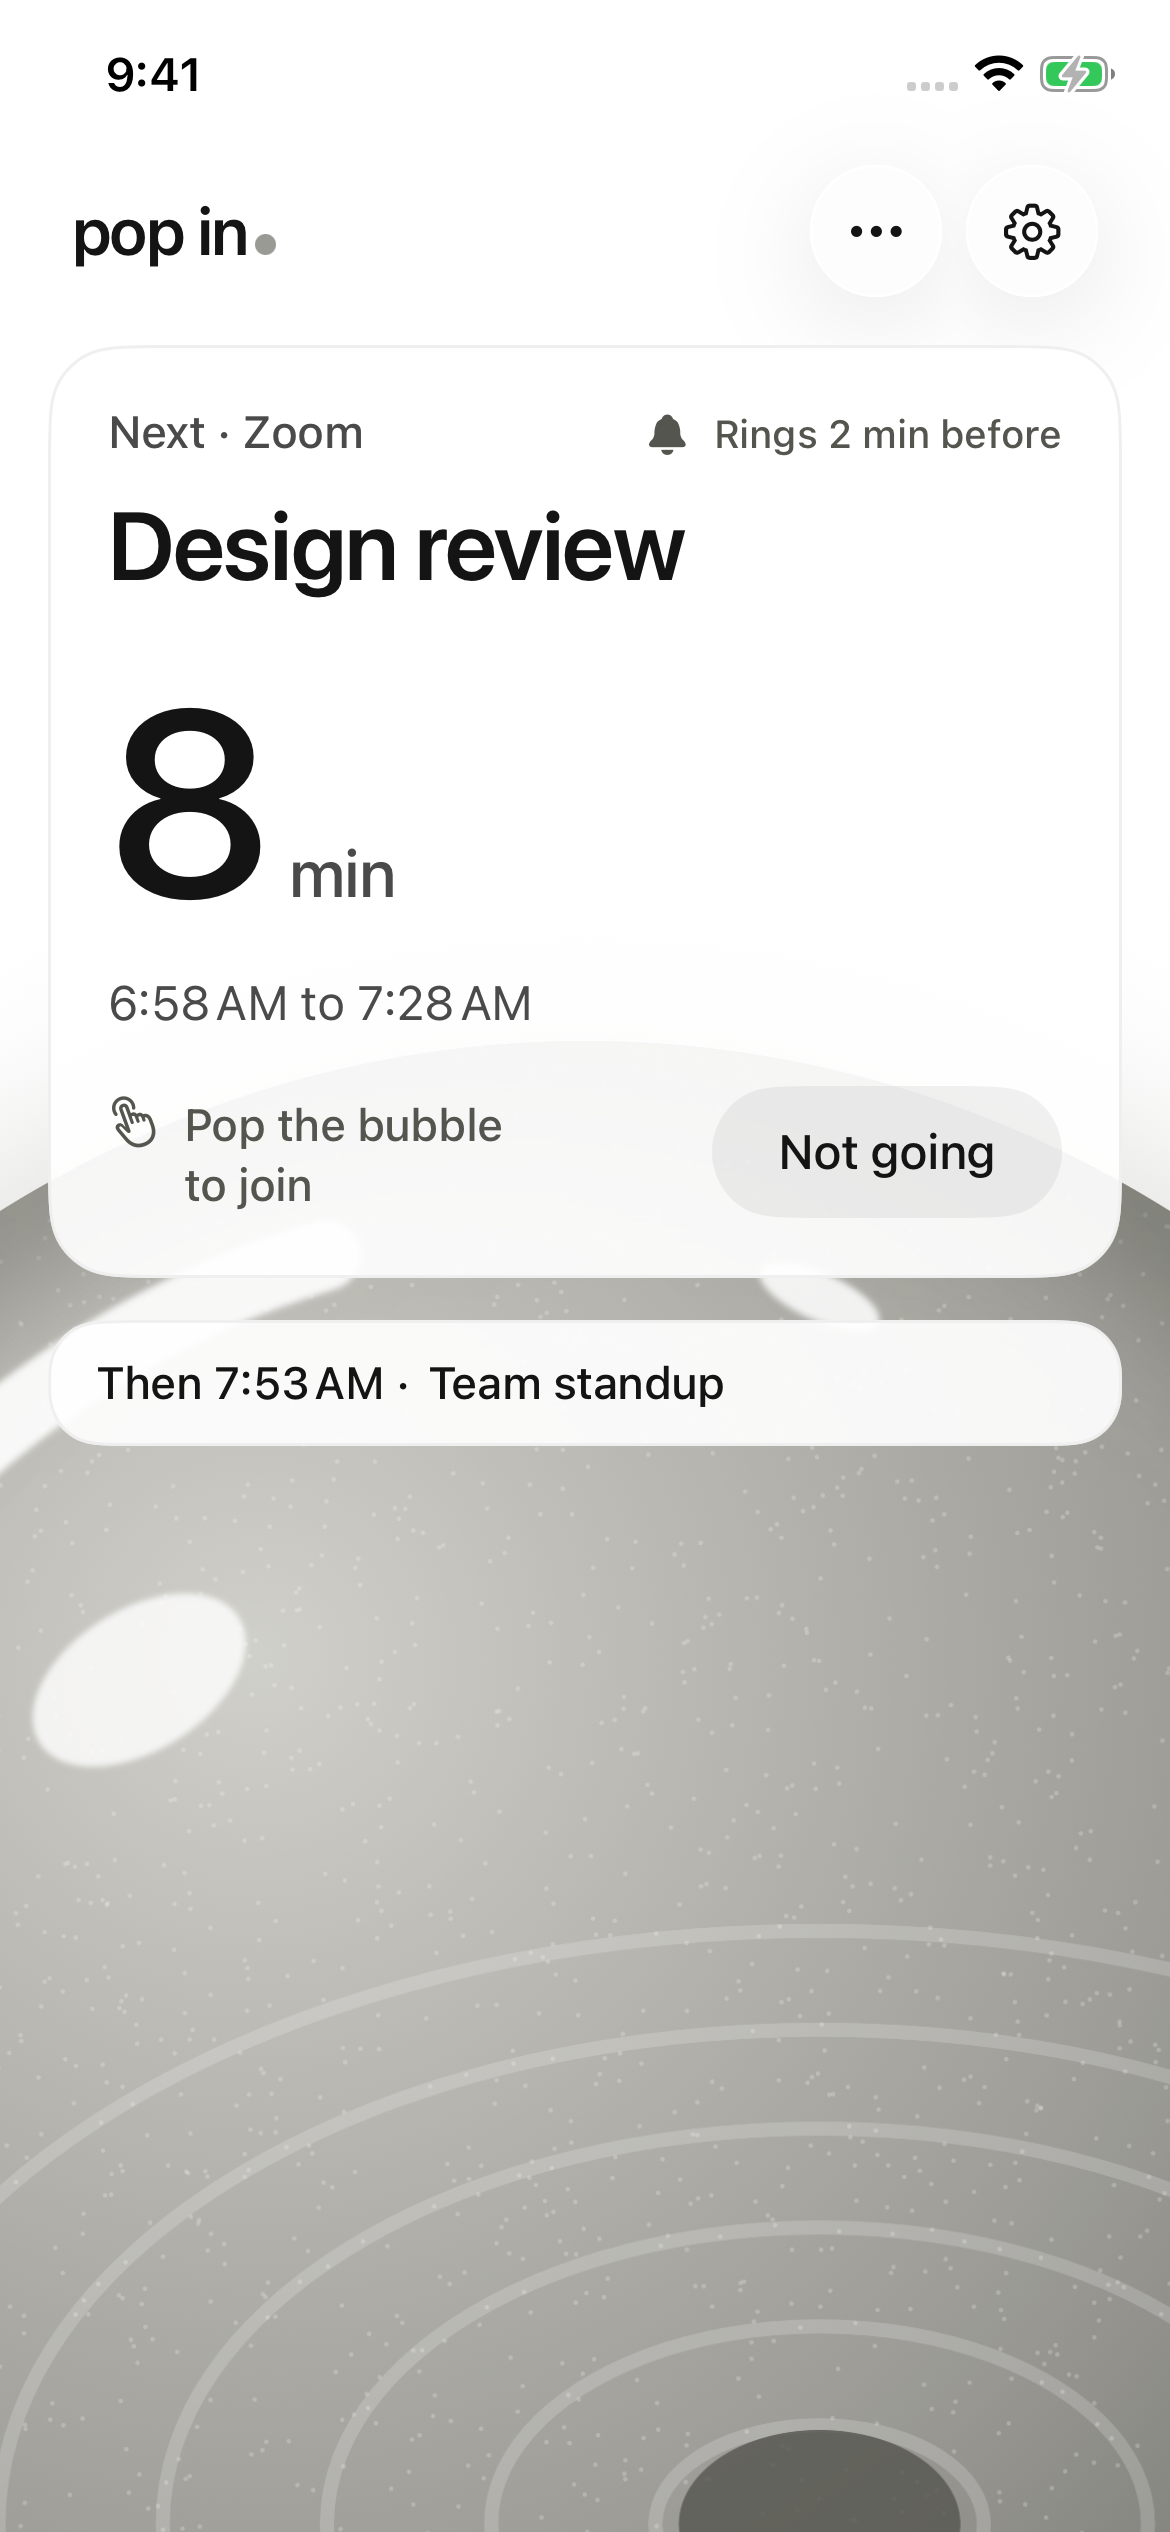 9:41
pop in
Next · Zoom
Rings 2 min before
Design review
8 min
6:58 AM to 7:28 AM
Pop the bubble
to join
Not going
Then 7:53 AM · Team standup